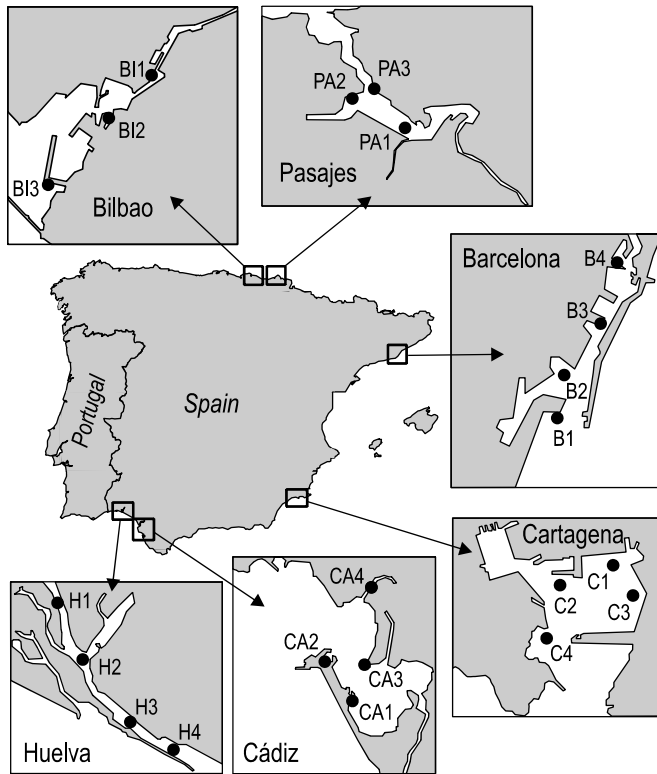 BI1
BI2
BI3
Bilbao
PA2
PA3
PA1
Pasajes
Barcelona
B4
B3
B2
B1
Portugal
Spain
Cartagena
C1
C2
C3
C4
H1
H2
H3
H4
Huelva
CA4
CA2
CA3
CA1
Cádiz